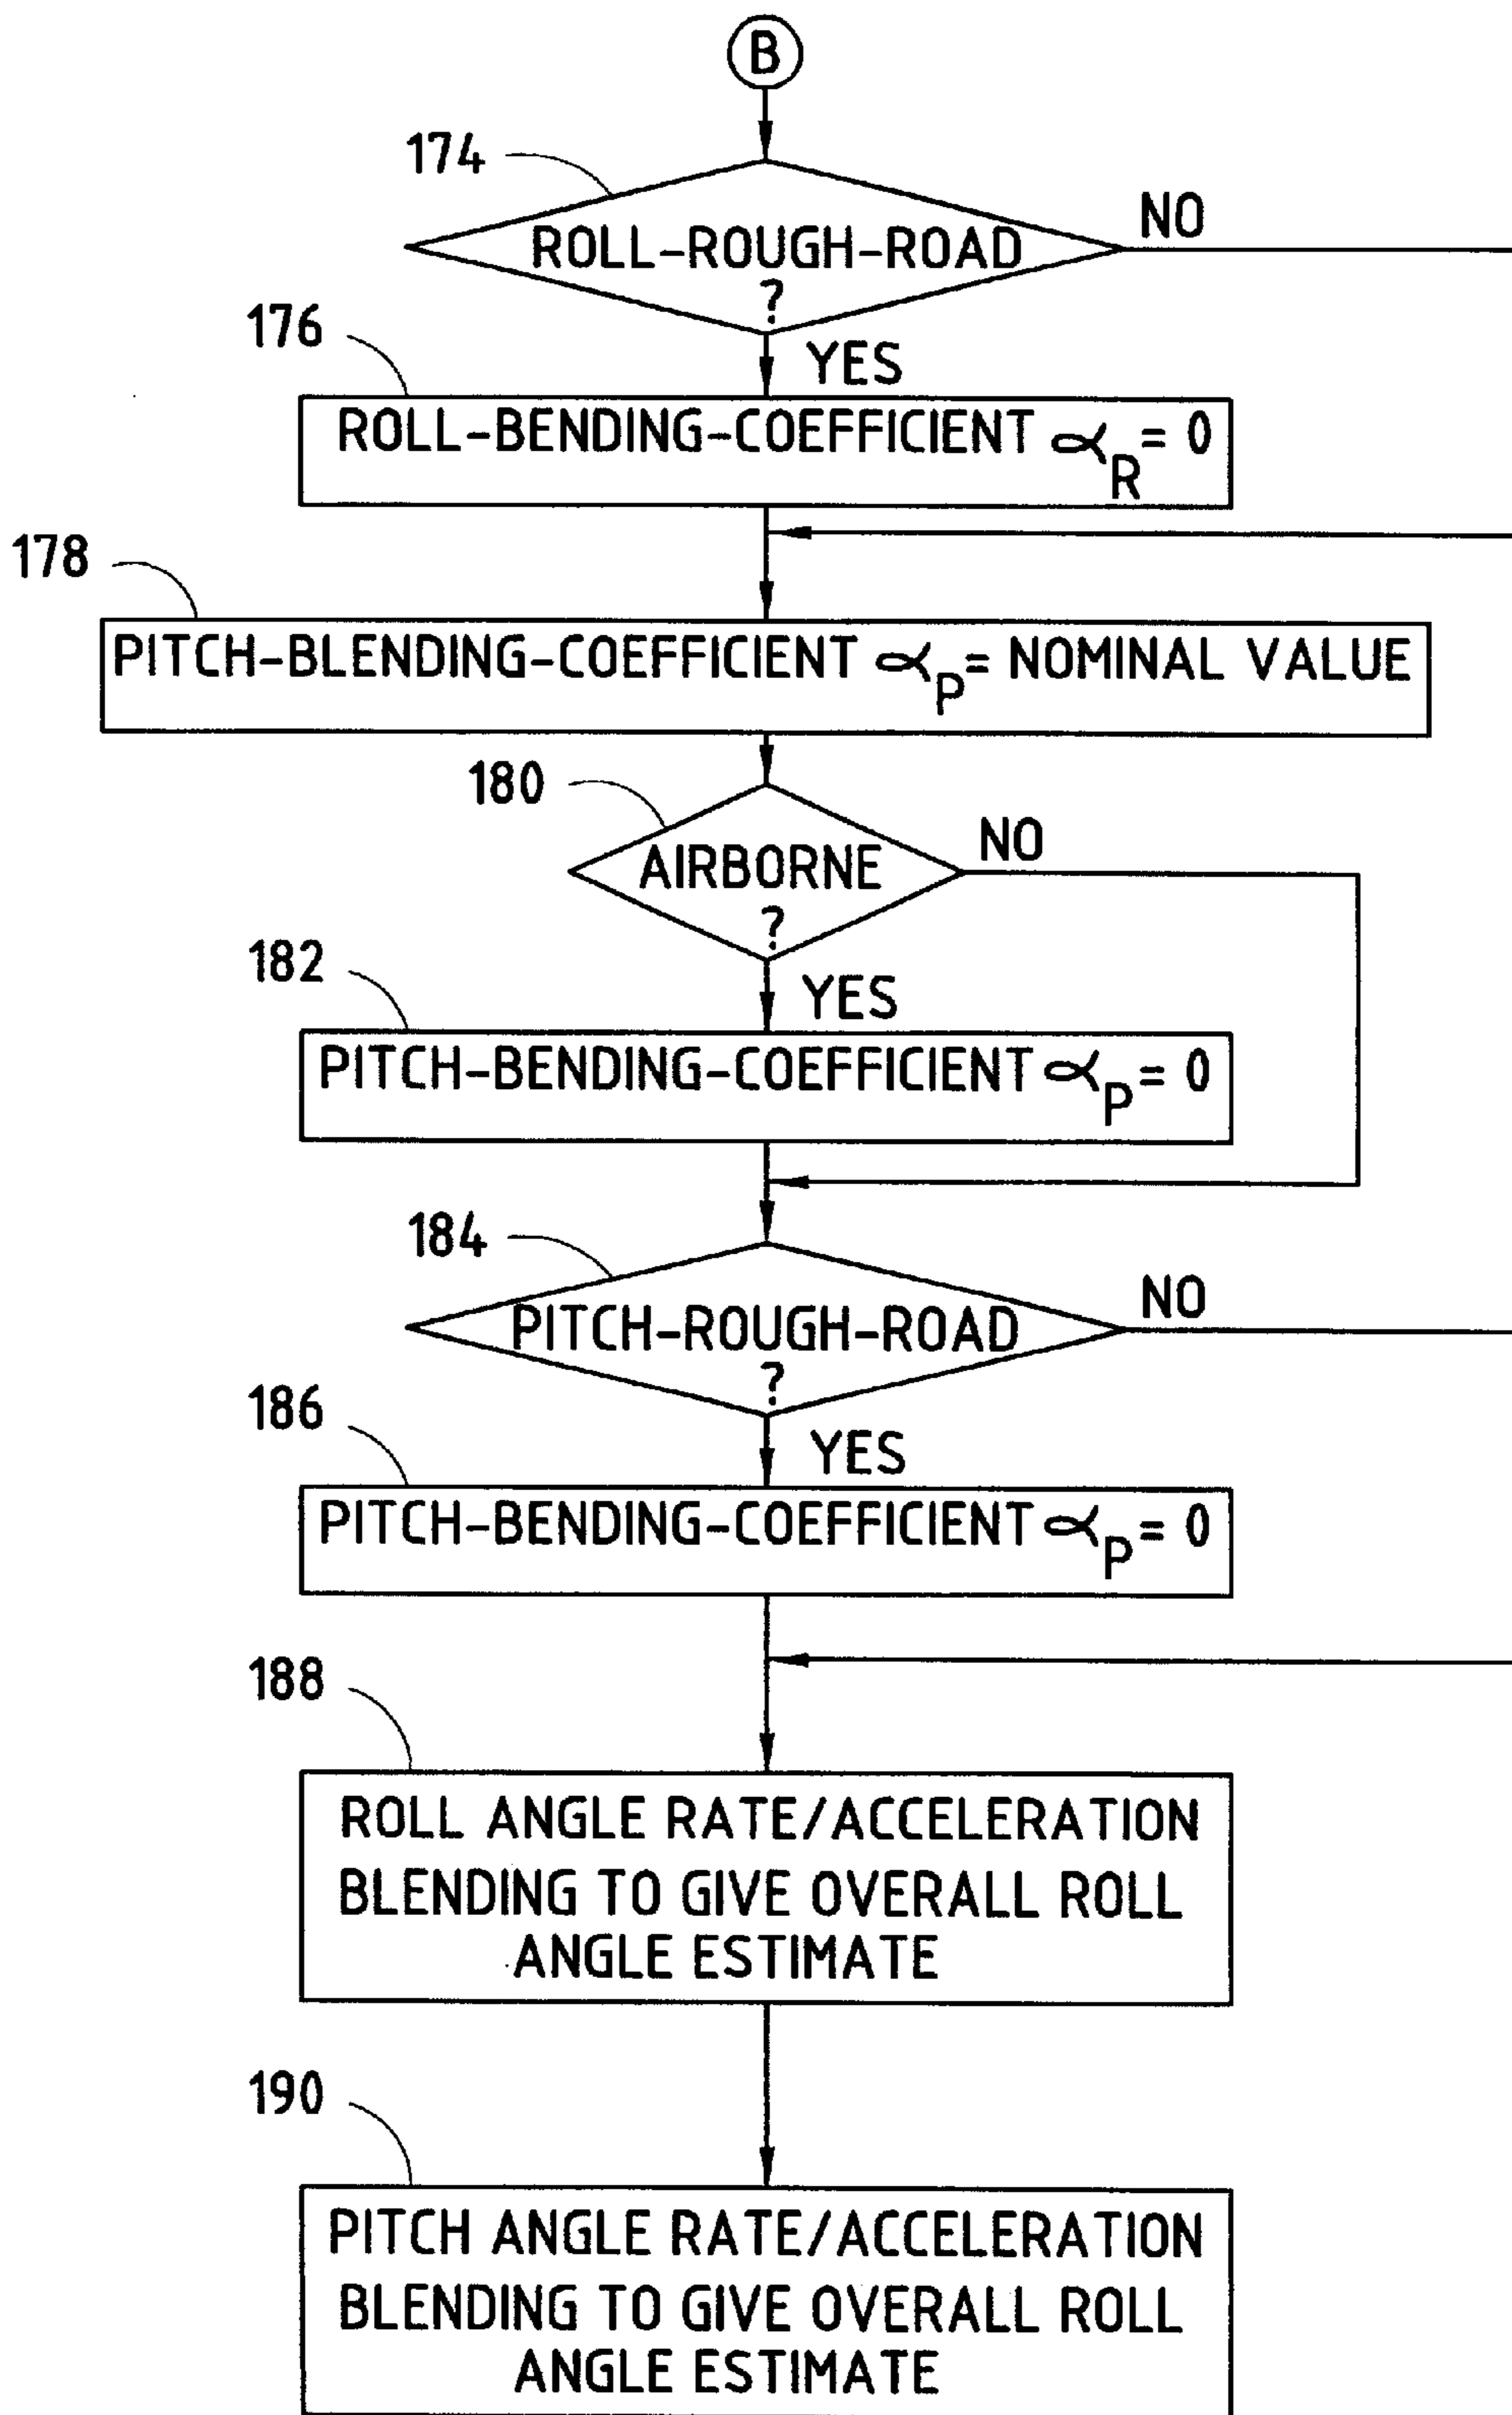 B
174
ROLL-ROUGH-ROAD
?
NO
YES
176
ROLL-BENDING-COEFFICIENT αR = 0
178
PITCH-BLENDING-COEFFICIENT αP = NOMINAL VALUE
180
AIRBORNE
?
NO
YES
182
PITCH-BENDING-COEFFICIENT αP = 0
184
PITCH-ROUGH-ROAD
?
NO
YES
186
PITCH-BENDING-COEFFICIENT αP = 0
188
ROLL ANGLE RATE/ACCELERATION
BLENDING TO GIVE OVERALL ROLL
ANGLE ESTIMATE
190
PITCH ANGLE RATE/ACCELERATION
BLENDING TO GIVE OVERALL ROLL
ANGLE ESTIMATE